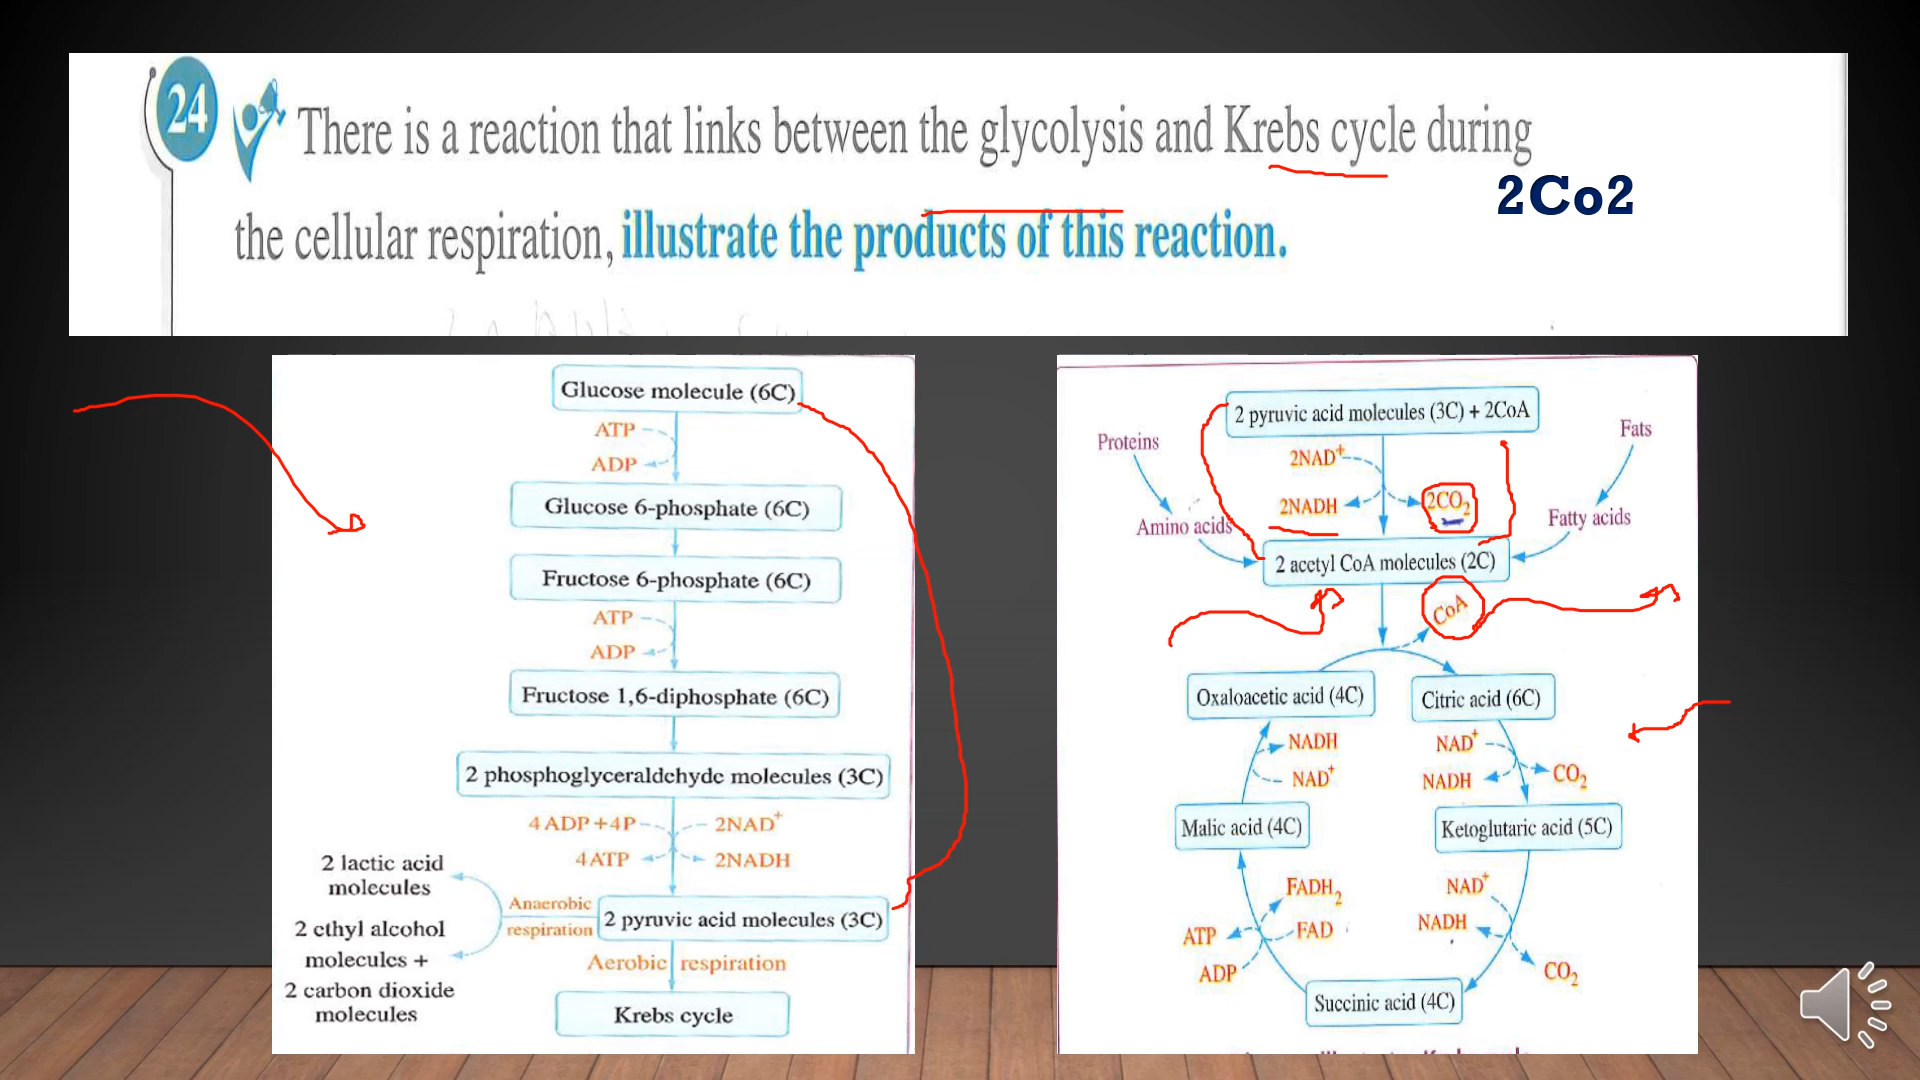 24
There is a reaction that links between the glycolysis and Krebs cycle during
the cellular respiration, illustrate the products of this reaction.
2Co2
Glucose molecule (6C)
ATP
ADP
Glucose 6-phosphate (6C)
Fructose 6-phosphate (6C)
ATP
ADP
Fructose 1,6-diphosphate (6C)
2 phosphoglyceraldehyde molecules (3C)
4 ADP+4P
2NAD⁺
4 ATP
2NADH
2 lactic acid
molecules
2 ethyl alcohol
molecules +
2 carbon dioxide
molecules
Anaerobic
respiration
2 pyruvic acid molecules (3C)
Aerobic respiration
Krebs cycle
2 pyruvic acid molecules (3C) + 2CoA
Proteins
Fats
2NAD⁺
2NADH
2CO₂
Amino acids
Fatty acids
2 acetyl CoA molecules (2C)
CoA
Oxaloacetic acid (4C)
Citric acid (6C)
NADH
NAD⁺
NAD⁺
NADH
CO₂
Malic acid (4C)
Ketoglutaric acid (5C)
FADH₂
FAD
ATP
ADP
NAD⁺
NADH
CO₂
Succinic acid (4C)